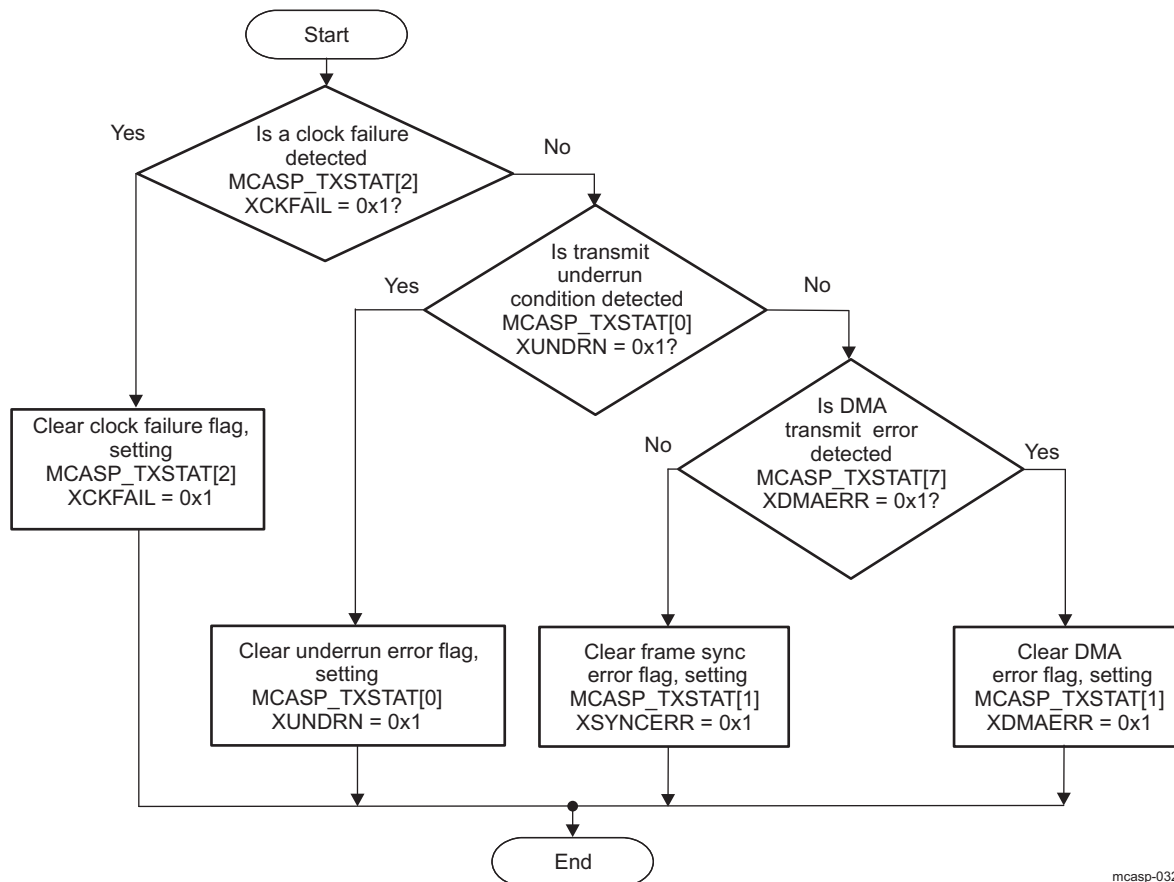 Start
Yes
Is a clock failure
detected
MCASP_TXSTAT[2]
XCKFAIL = 0x1?
No
Is transmit
underrun
condition detected
MCASP_TXSTAT[0]
XUNDRN = 0x1?
Yes
No
Is DMA
transmit error
detected
MCASP_TXSTAT[7]
XDMAERR = 0x1?
No
Yes
Clear clock failure flag,
setting
MCASP_TXSTAT[2]
XCKFAIL = 0x1
Clear underrun error flag,
setting
MCASP_TXSTAT[0]
XUNDRN = 0x1
Clear frame sync
error flag, setting
MCASP_TXSTAT[1]
XSYNCERR = 0x1
Clear DMA
error flag, setting
MCASP_TXSTAT[1]
XDMAERR = 0x1
End
mcasp-032